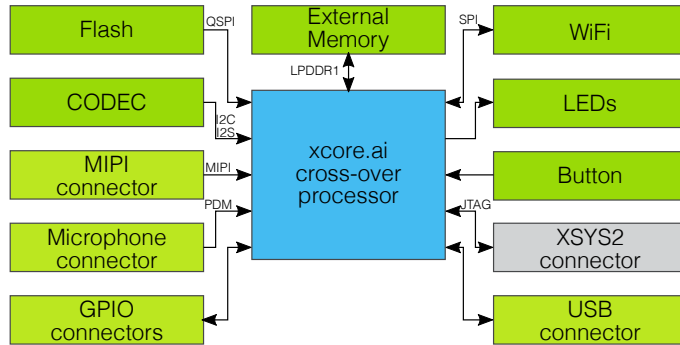 Flash
QSPI
External
Memory
SPI
WiFi
LPDDR1
CODEC
I2C
I2S
LEDs
xcore.ai
cross-over
processor
MIPI
connector
MIPI
Button
Microphone
connector
PDM
JTAG
XSYS2
connector
GPIO
connectors
USB
connector